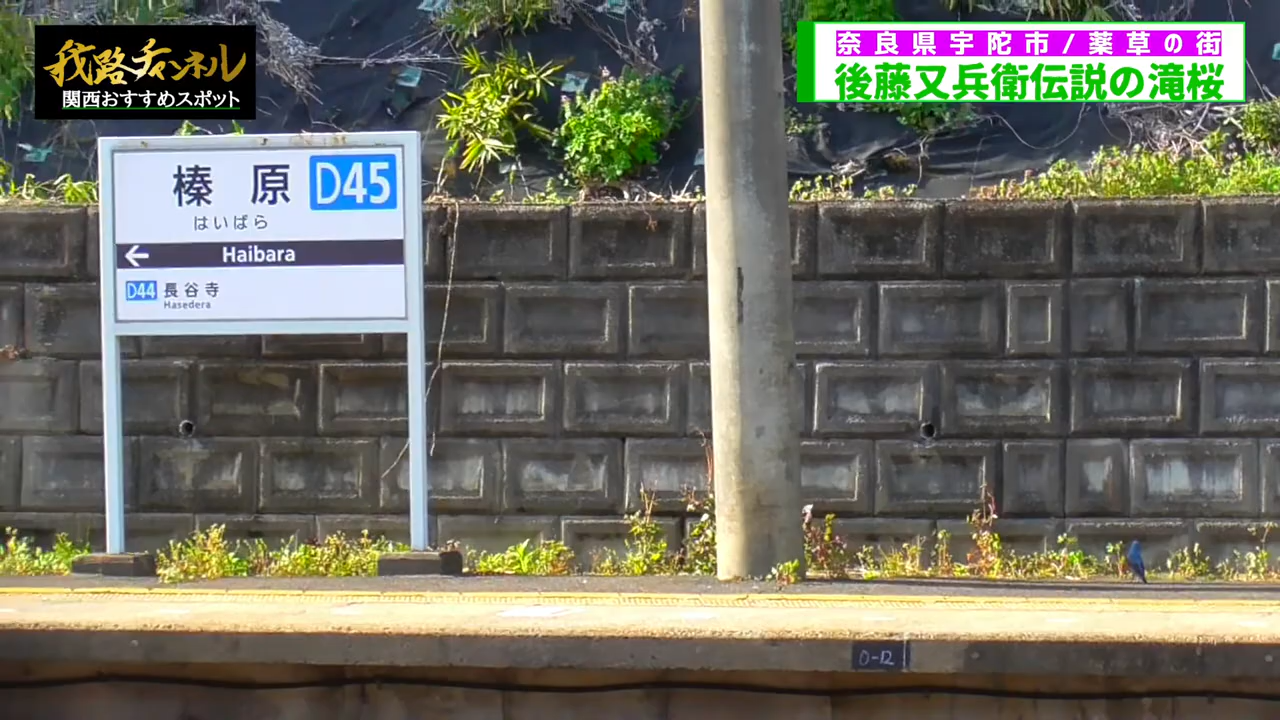 我路チャンネル
関西おすすめスポット
奈良県宇陀市/薬草の街
後藤又兵衛伝説の滝桜
榛原 D45
はいばら
← Haibara
D44 長谷寺
Hasedera
0-12